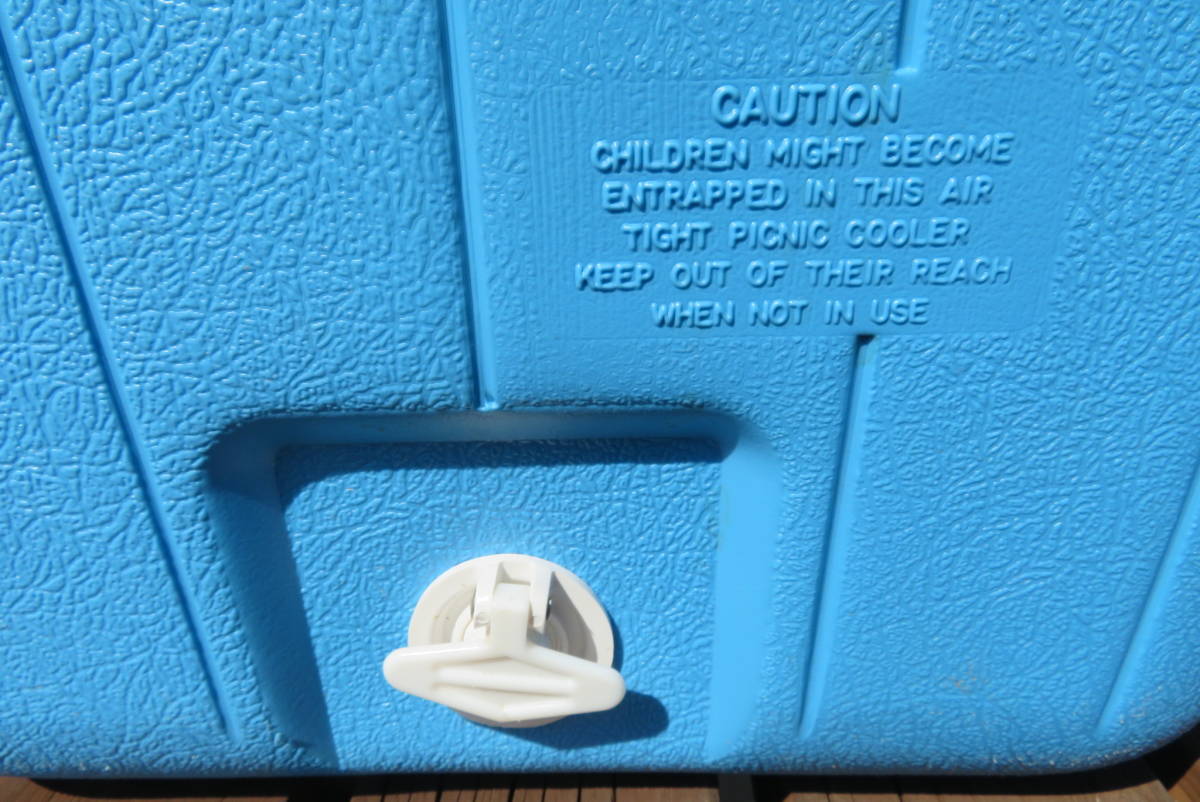 CAUTION
CHILDREN MIGHT BECOME
ENTRAPPED IN THIS AIR
TIGHT PICNIC COOLER
KEEP OUT OF THEIR REACH
WHEN NOT IN USE